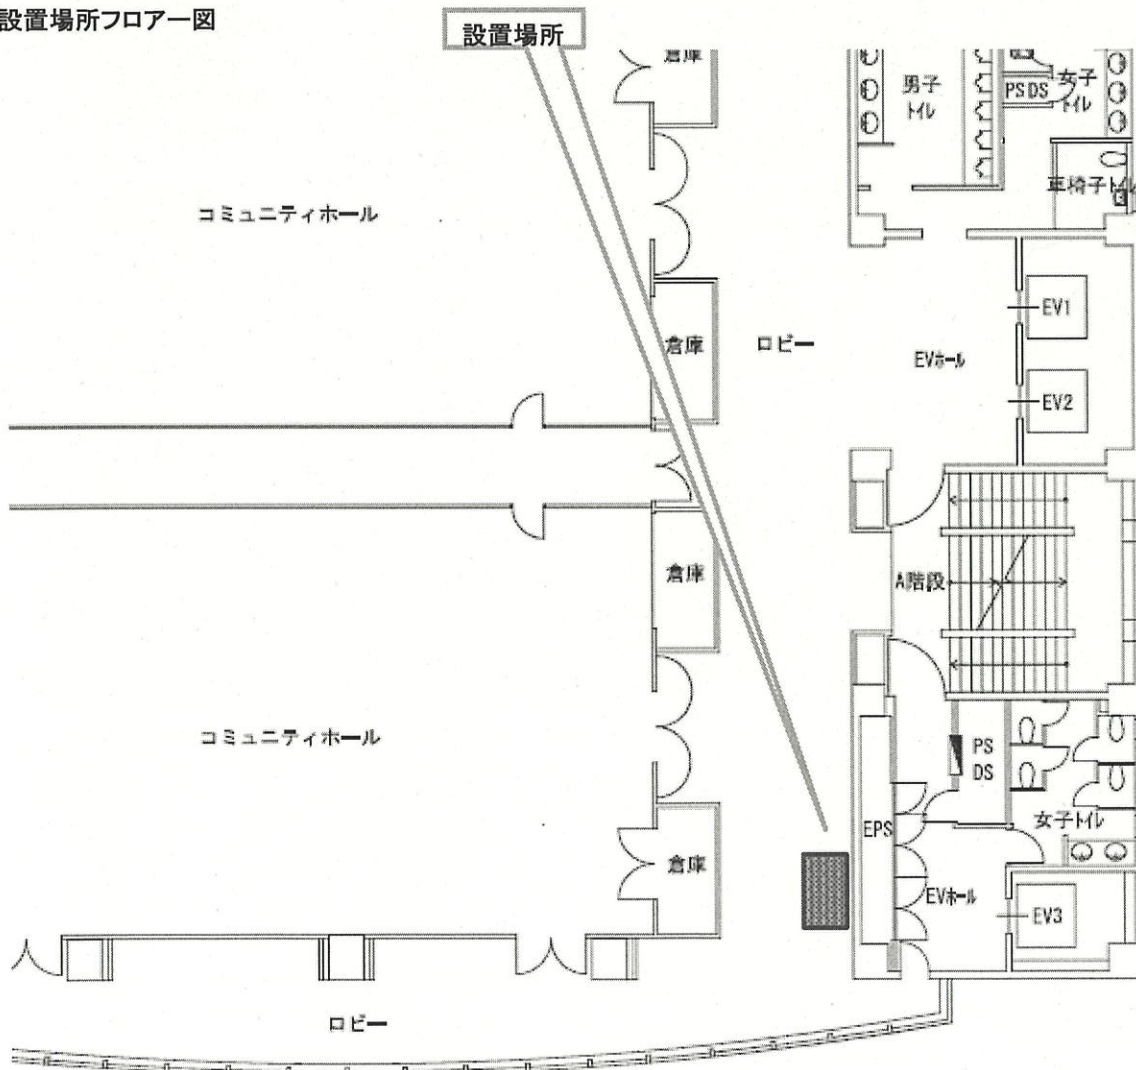 設置場所フロアー図
設置場所
倉庫
男子
トイレ
PS DS
女子
トイレ
車椅子トイレ
コミュニティホール
EV1
倉庫
ロビー
EVホール
EV2
倉庫
A階段
コミュニティホール
PS
DS
EPS
女子トイレ
倉庫
EVホール
EV3
ロビー